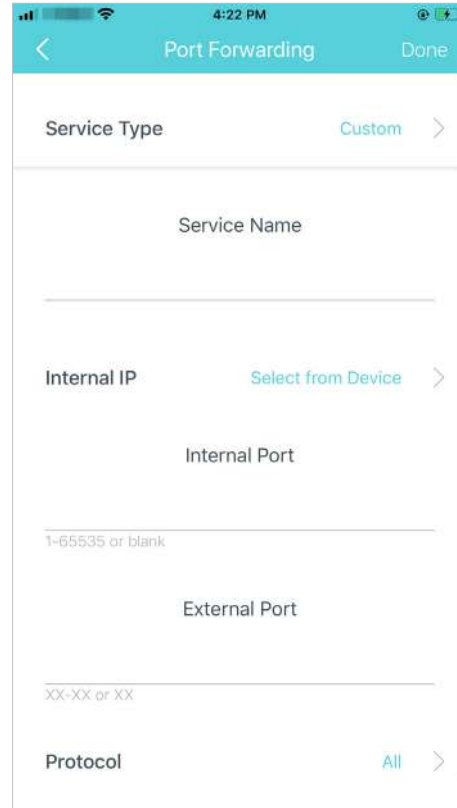 4:22 PM
Port Forwarding Done
Service Type Custom
Service Name
Internal IP Select from Device
Internal Port
1-65535 or blank
External Port
XX-XX or XX
Protocol All